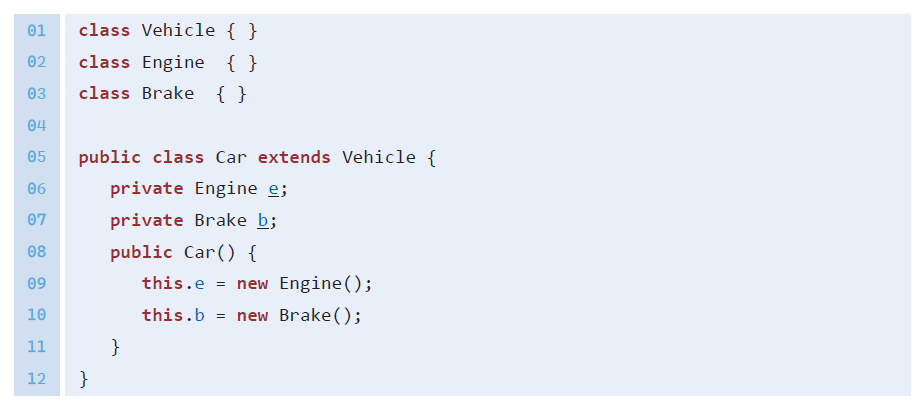 01 class Vehicle { }
02 class Engine  { }
03 class Brake  { }
04
05 public class Car extends Vehicle {
06    private Engine e;
07    private Brake b;
08    public Car() {
09       this.e = new Engine();
10       this.b = new Brake();
11    }
12 }